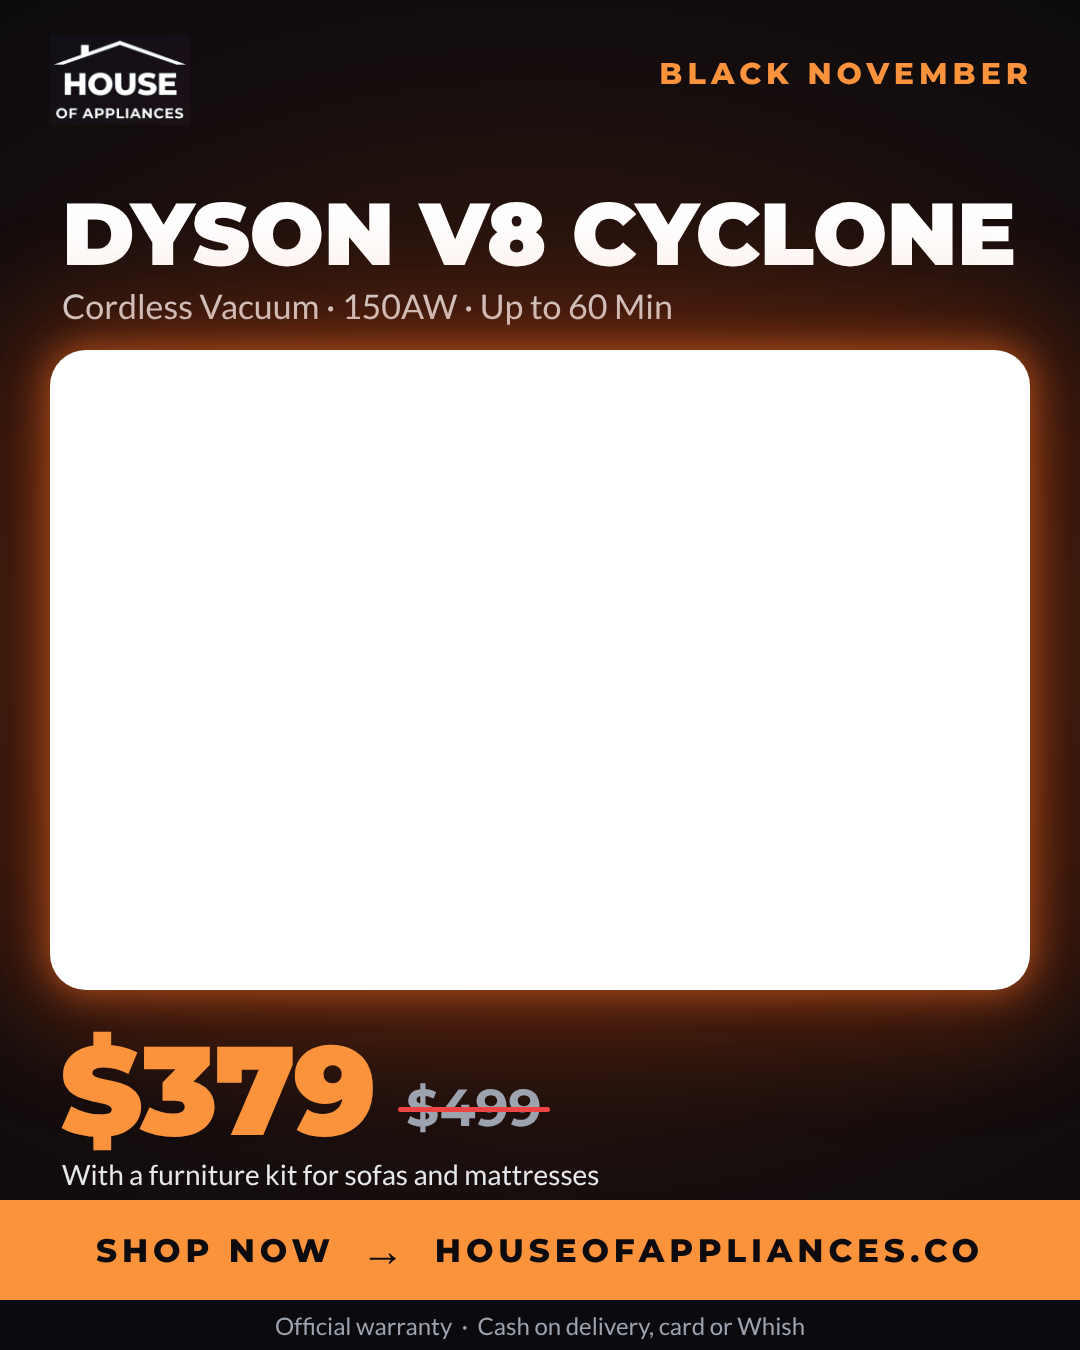 HOUSE
OF APPLIANCES
BLACK NOVEMBER
DYSON V8 CYCLONE
Cordless Vacuum · 150AW · Up to 60 Min
$379 $499
With a furniture kit for sofas and mattresses
SHOP NOW → HOUSEOFAPPLIANCES.CO
Official warranty · Cash on delivery, card or Whish